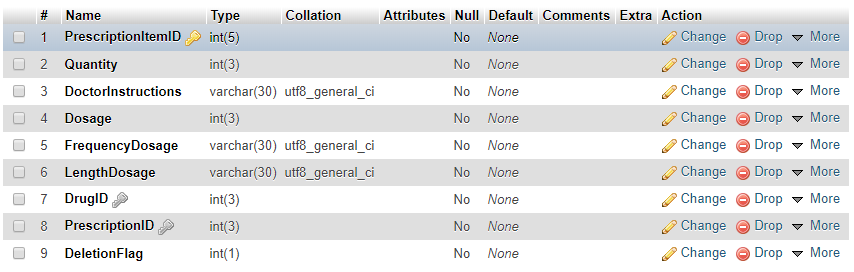 # Name Type Collation Attributes Null Default Comments Extra Action
1 PrescriptionItemID int(5) No None Change Drop More
2 Quantity int(3) No None Change Drop More
3 DoctorInstructions varchar(30) utf8_general_ci No None Change Drop More
4 Dosage int(3) No None Change Drop More
5 FrequencyDosage varchar(30) utf8_general_ci No None Change Drop More
6 LengthDosage varchar(30) utf8_general_ci No None Change Drop More
7 DrugID int(3) No None Change Drop More
8 PrescriptionID int(3) No None Change Drop More
9 DeletionFlag int(1) No None Change Drop More